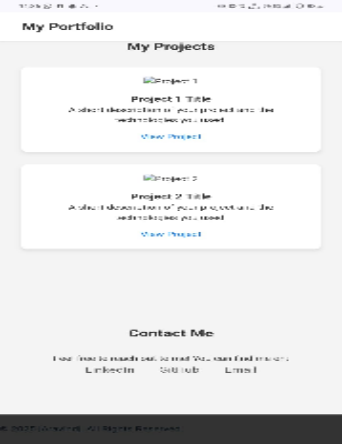 My Portfolio
My Projects
Project 1
Project 1 Title
A short description of your project and the
technologies you used.
View Project
Project 2
Project 2 Title
A short description of your project and the
technologies you used.
View Project
Contact Me
Feel free to reach out to me! You can find me on:
LinkedIn GitHub Email
© 2025 All Rights Reserved.